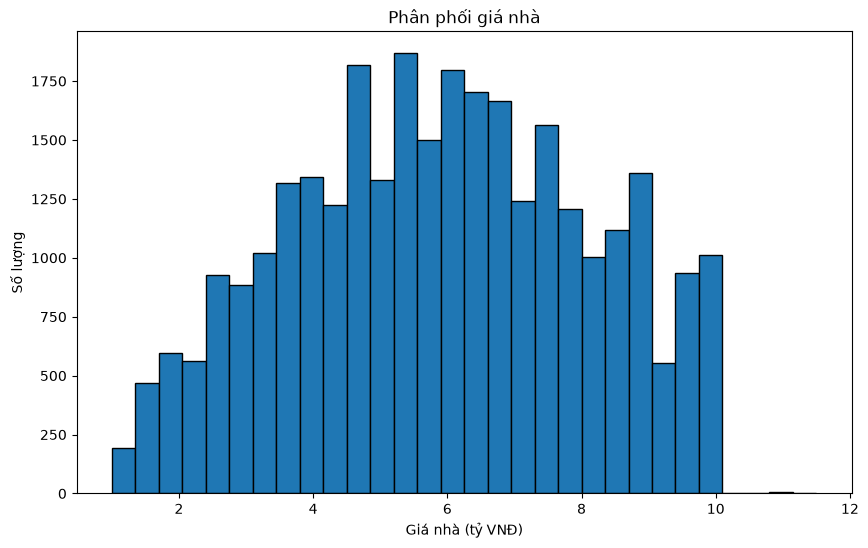 Phân phối giá nhà
1750
1500
1250
1000
750
500
250
0
Số lượng
2 4 6 8 10 12
Giá nhà (tỷ VNĐ)